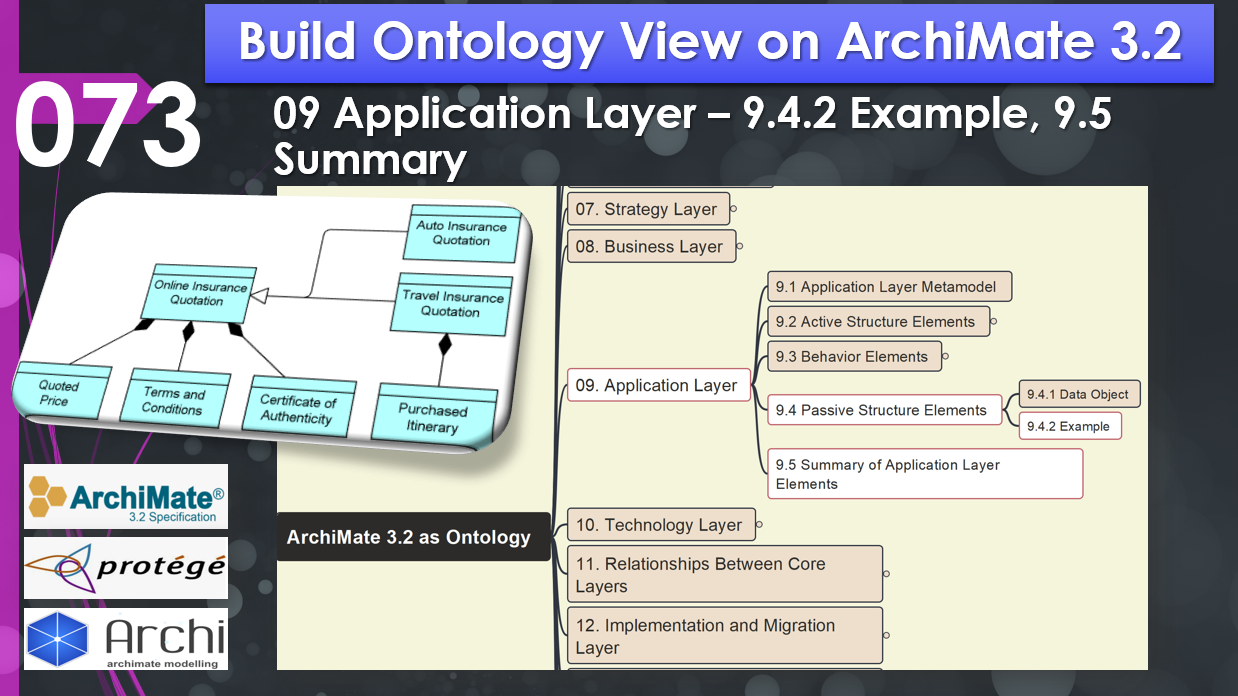 Build Ontology View on ArchiMate 3.2
073
09 Application Layer – 9.4.2 Example, 9.5
Summary
Auto Insurance
Quotation
Online Insurance
Quotation
Travel Insurance
Quotation
Quoted
Price
Terms and
Conditions
Certificate of
Authenticity
Purchased
Itinerary
07. Strategy Layer
08. Business Layer
9.1 Application Layer Metamodel
9.2 Active Structure Elements
9.3 Behavior Elements
09. Application Layer
9.4 Passive Structure Elements
9.4.1 Data Object
9.4.2 Example
9.5 Summary of Application Layer
Elements
ArchiMate 3.2 as Ontology
10. Technology Layer
11. Relationships Between Core
Layers
12. Implementation and Migration
Layer
ArchiMate®
3.2 Specification
protégé
Archi
archimate modelling